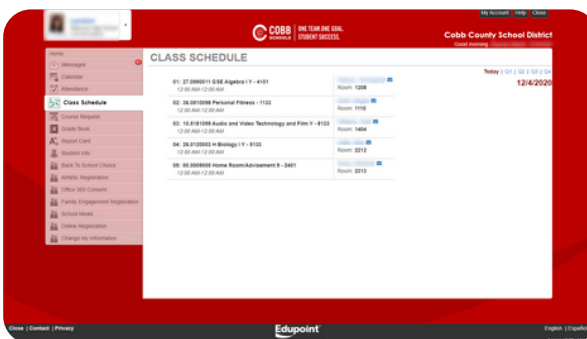 My Account Help Close
COBB SCHOOLS ONE TEAM. ONE GOAL. STUDENT SUCCESS.
Cobb County School District
Good morning,
Home
Messages
Calendar
Attendance
Class Schedule
Course Request
Grade Book
Report Card
Student Info
Back To School Choice
Athletic Registration
Office 365 Consent
Family Engagement Registration
School Meals
Online Registration
Change My Information
CLASS SCHEDULE
Today | Q1 | Q2 | Q3 | Q4
12/4/2020
01: 27.0990011 GSE Algebra I Y - 4101
12:00 AM-12:00 AM
Room: 1208
02: 36.0510098 Personal Fitness - 1133
12:00 AM-12:00 AM
Room: 1110
03: 10.5181098 Audio and Video Technology and Film Y - 8133
12:00 AM-12:00 AM
Room: 1404
04: 26.0120003 H Biology I Y - 5133
12:00 AM-12:00 AM
Room: 2212
05: 00.0009000 Home Room/Advisement 9 - 2401
12:00 AM-12:00 AM
Room: 2213
Close | Contact | Privacy
Edupoint
English | Español